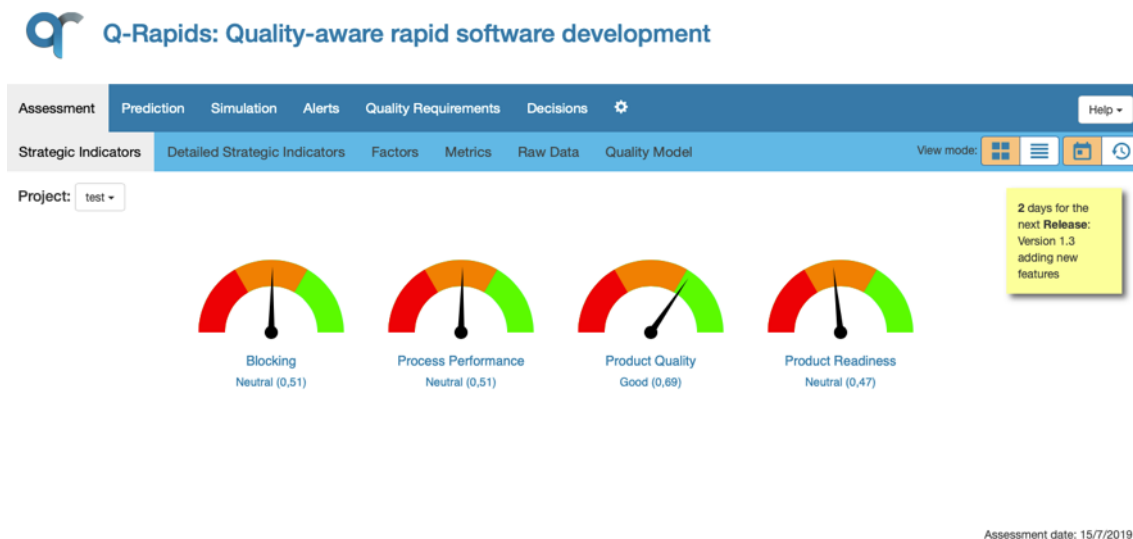 qr Q-Rapids: Quality-aware rapid software development
Assessment Prediction Simulation Alerts Quality Requirements Decisions Help
Strategic Indicators Detailed Strategic Indicators Factors Metrics Raw Data Quality Model View mode:
Project: test
2 days for the
next Release:
Version 1.3
adding new
features
Blocking Process Performance Product Quality Product Readiness
Neutral (0,51) Neutral (0,51) Good (0,69) Neutral (0,47)
Assessment date: 15/7/2019